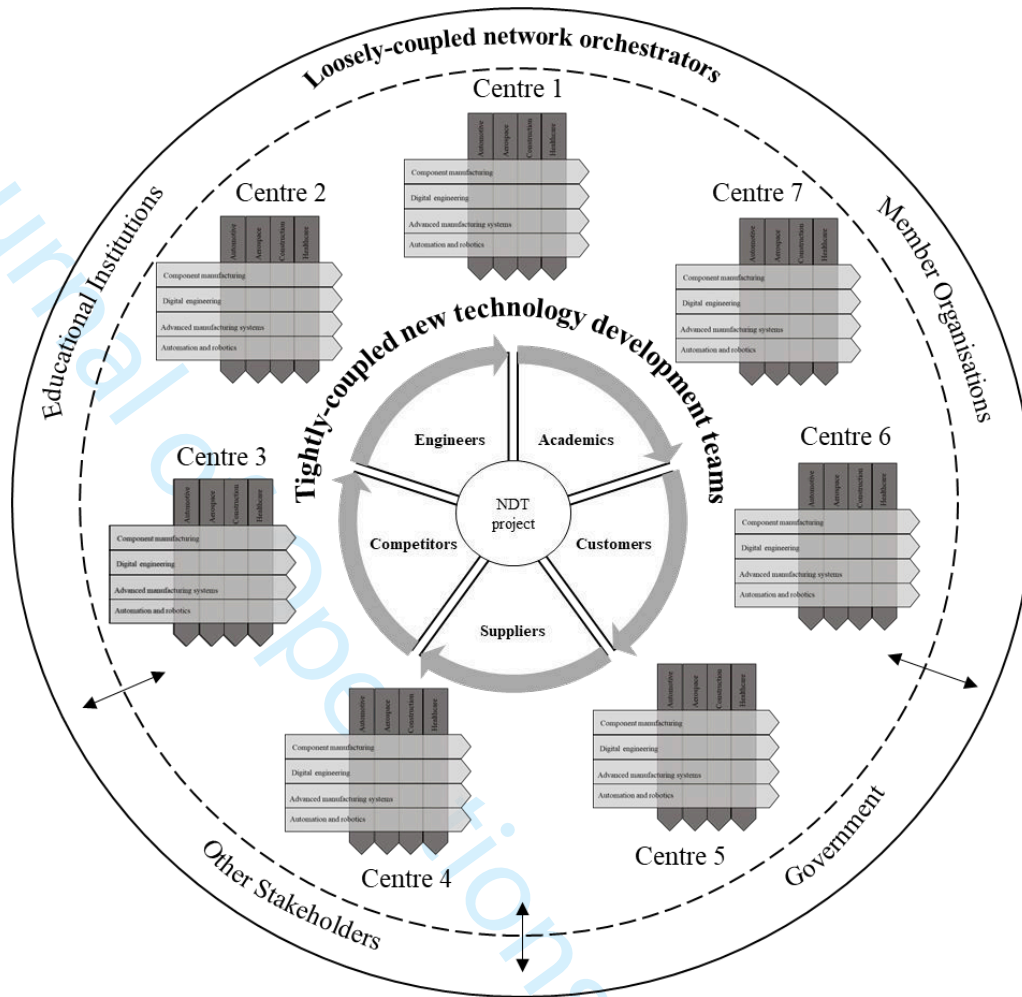 Loosely-coupled network orchestrators
Educational Institutions
Member Organisations
Other Stakeholders
Government
Centre 1
Automotive
Aerospace
Construction
Healthcare
Component manufacturing
Digital engineering
Advanced manufacturing systems
Automation and robotics
Centre 2
Automotive
Aerospace
Construction
Healthcare
Component manufacturing
Digital engineering
Advanced manufacturing systems
Automation and robotics
Centre 7
Automotive
Aerospace
Construction
Healthcare
Component manufacturing
Digital engineering
Advanced manufacturing systems
Automation and robotics
Tightly-coupled new technology development teams
Engineers
Academics
NDT
project
Competitors
Customers
Suppliers
Centre 3
Automotive
Aerospace
Construction
Healthcare
Component manufacturing
Digital engineering
Advanced manufacturing systems
Automation and robotics
Centre 6
Automotive
Aerospace
Construction
Healthcare
Component manufacturing
Digital engineering
Advanced manufacturing systems
Automation and robotics
Automotive
Aerospace
Construction
Healthcare
Component manufacturing
Digital engineering
Advanced manufacturing systems
Automation and robotics
Centre 4
Automotive
Aerospace
Construction
Healthcare
Component manufacturing
Digital engineering
Advanced manufacturing systems
Automation and robotics
Centre 5